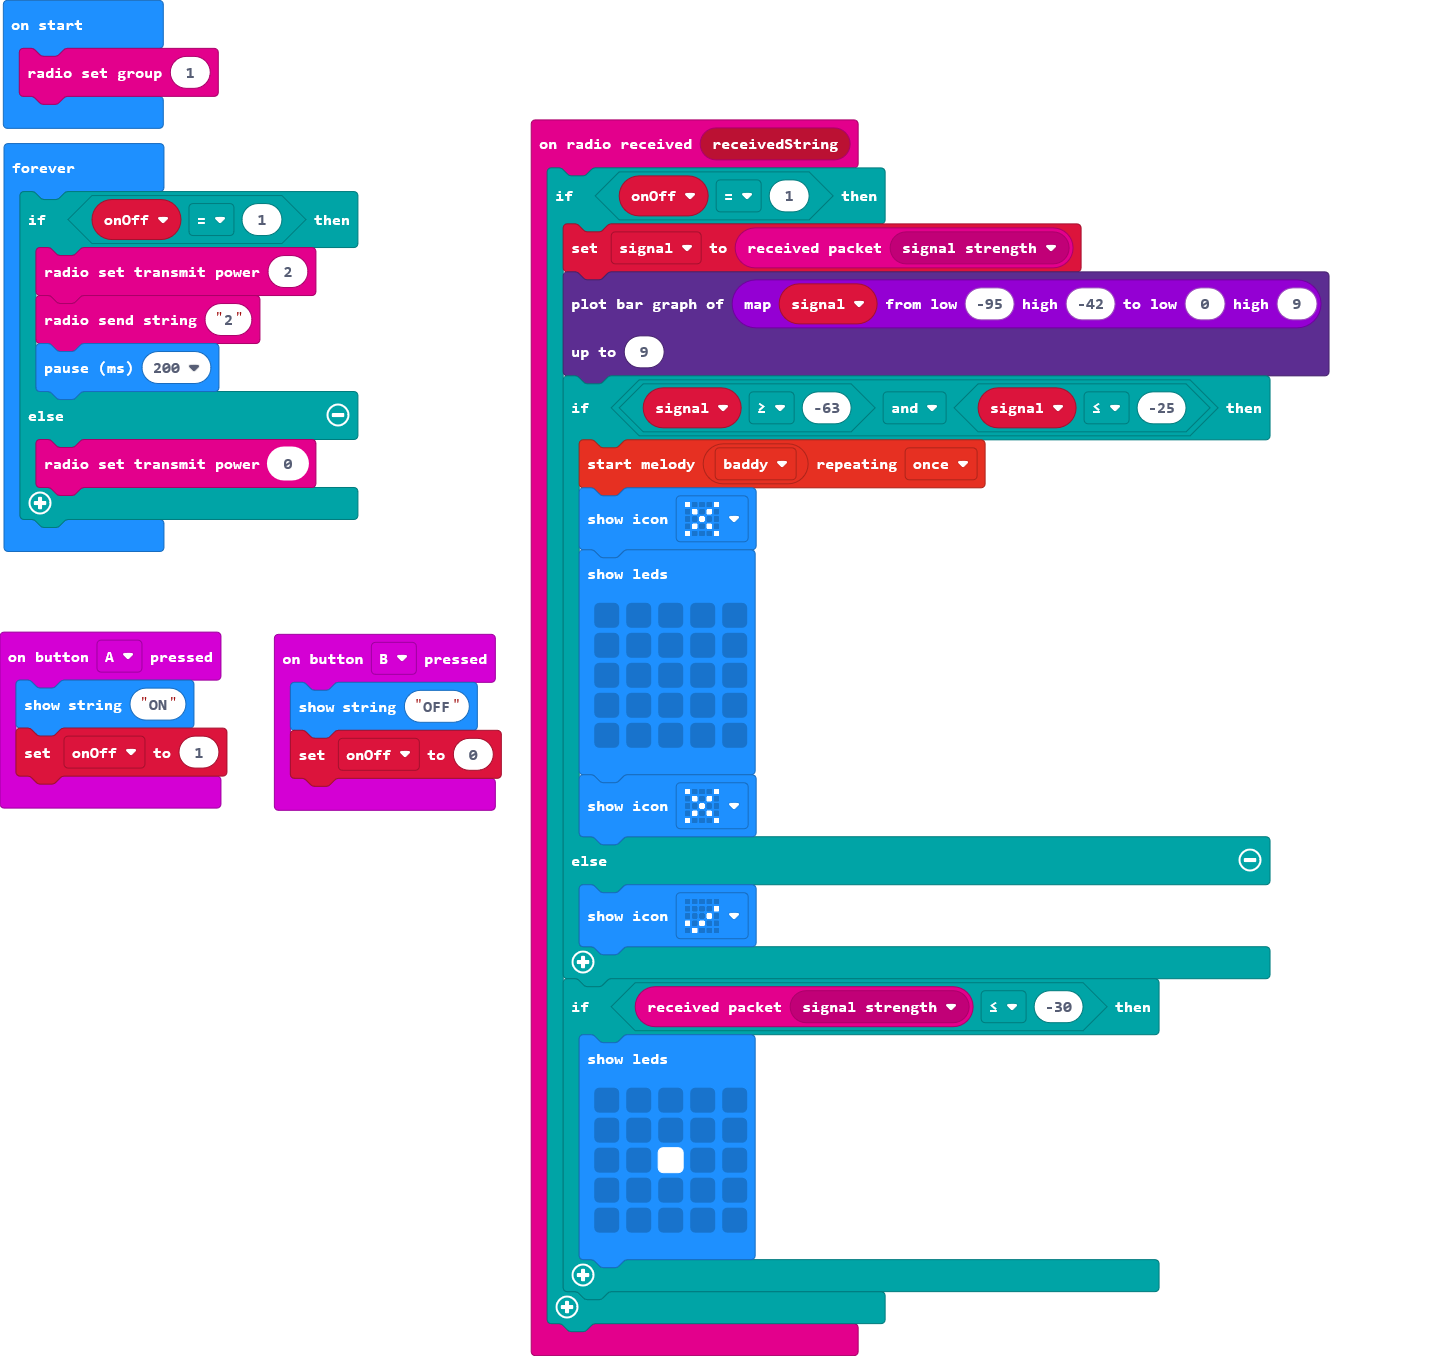 on start
radio set group 1
forever
if onOff = 1 then
radio set transmit power 2
radio send string "2"
pause (ms) 200
else
radio set transmit power 0
on button A pressed
show string "ON"
set onOff to 1
on button B pressed
show string "OFF"
set onOff to 0
on radio received receivedString
if onOff = 1 then
set signal to received packet signal strength
plot bar graph of map signal from low -95 high -42 to low 0 high 9
up to 9
if signal ≥ -63 and signal ≤ -25 then
start melody baddy repeating once
show icon
show leds
show icon
else
show icon
if received packet signal strength ≤ -30 then
show leds